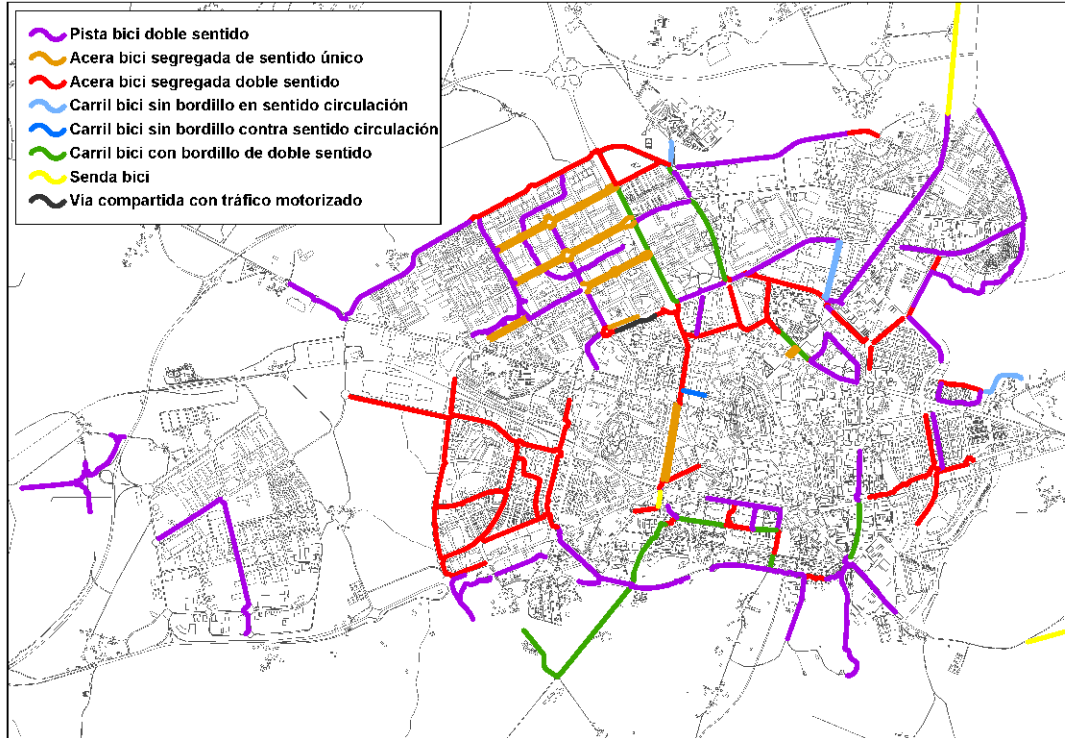 Pista bici doble sentido
Acera bici segregada de sentido único
Acera bici segregada doble sentido
Carril bici sin bordillo en sentido circulación
Carril bici sin bordillo contra sentido circulación
Carril bici con bordillo de doble sentido
Senda bici
Vía compartida con tráfico motorizado